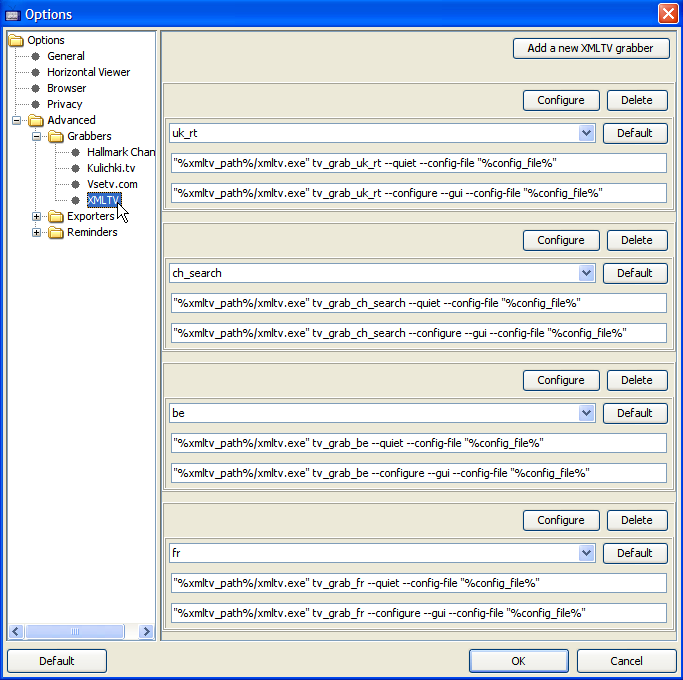 Options
Options
General
Horizontal Viewer
Browser
Privacy
Advanced
Grabbers
Hallmark Chan
Kulichki.tv
Vsetv.com
XMLTV
Exporters
Reminders
Add a new XMLTV grabber
Configure Delete
uk_rt Default
"%xmltv_path%/xmltv.exe" tv_grab_uk_rt --quiet --config-file "%config_file%"
"%xmltv_path%/xmltv.exe" tv_grab_uk_rt --configure --gui --config-file "%config_file%"
Configure Delete
ch_search Default
"%xmltv_path%/xmltv.exe" tv_grab_ch_search --quiet --config-file "%config_file%"
"%xmltv_path%/xmltv.exe" tv_grab_ch_search --configure --gui --config-file "%config_file%"
Configure Delete
be Default
"%xmltv_path%/xmltv.exe" tv_grab_be --quiet --config-file "%config_file%"
"%xmltv_path%/xmltv.exe" tv_grab_be --configure --gui --config-file "%config_file%"
Configure Delete
fr Default
"%xmltv_path%/xmltv.exe" tv_grab_fr --quiet --config-file "%config_file%"
"%xmltv_path%/xmltv.exe" tv_grab_fr --configure --gui --config-file "%config_file%"
Default OK Cancel